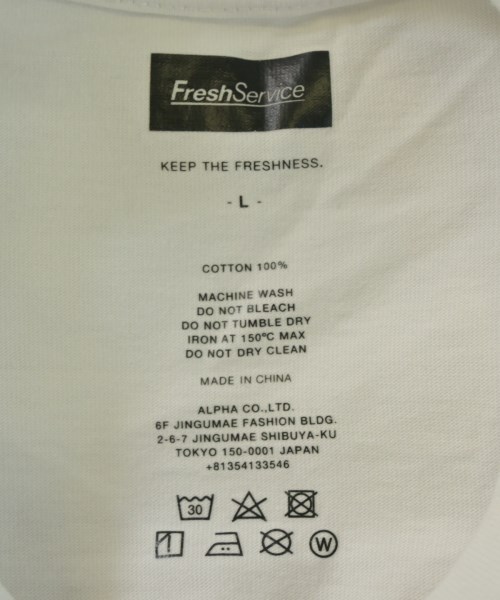 FreshService
KEEP THE FRESHNESS.
- L -
COTTON 100%
MACHINE WASH
DO NOT BLEACH
DO NOT TUMBLE DRY
IRON AT 150℃ MAX
DO NOT DRY CLEAN
MADE IN CHINA
ALPHA CO.,LTD.
6F JINGUMAE FASHION BLDG.
2-6-7 JINGUMAE SHIBUYA-KU
TOKYO 150-0001 JAPAN
+81354133546
30
W